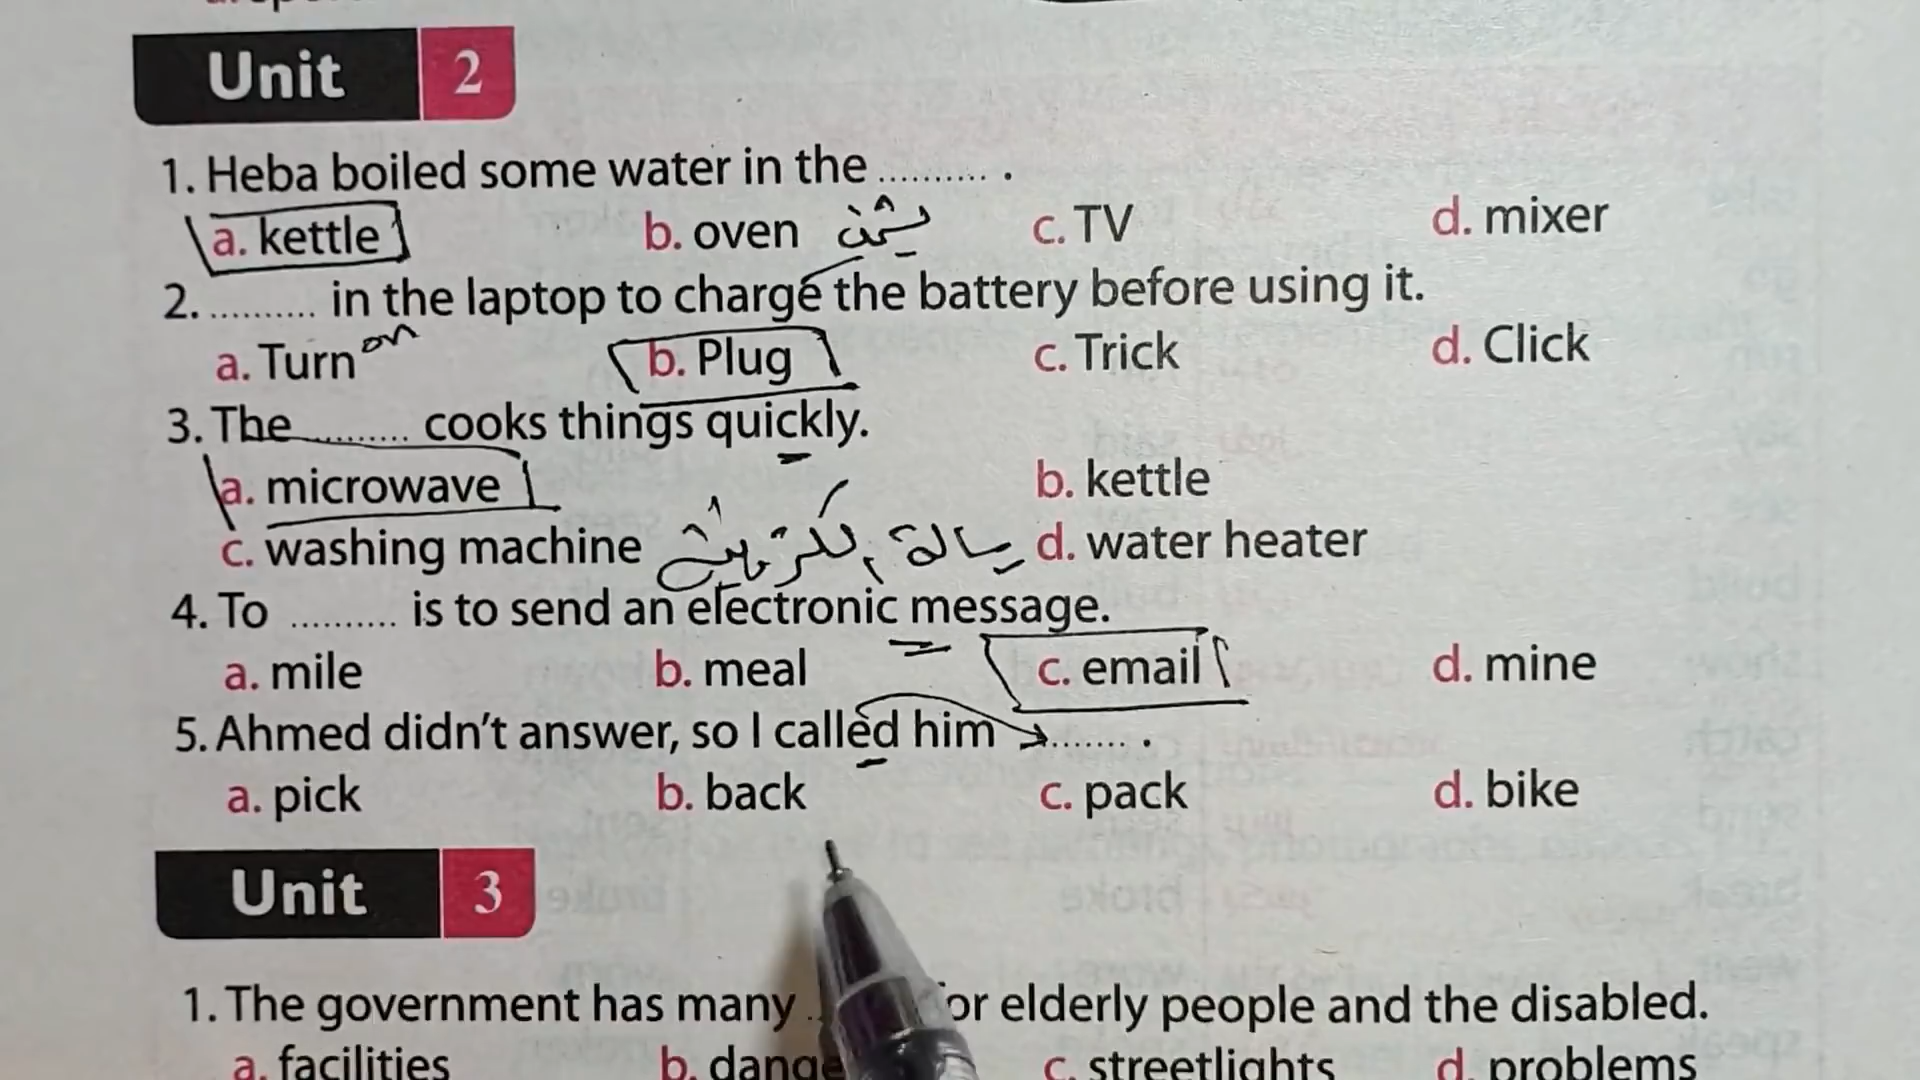 Unit 2
1. Heba boiled some water in the .......... .
a. kettle b. oven يشحن c. TV d. mixer
2. .......... in the laptop to charge the battery before using it.
a. Turn on b. Plug c. Trick d. Click
3. The .......... cooks things quickly.
a. microwave b. kettle
c. washing machine رسالة إلكترونية d. water heater
4. To .......... is to send an electronic message.
a. mile b. meal c. email d. mine
5. Ahmed didn't answer, so I called him ........ .
a. pick b. back c. pack d. bike
Unit 3
1. The government has many elderly people and the disabled.
a. facilities c. streetlights d. problems